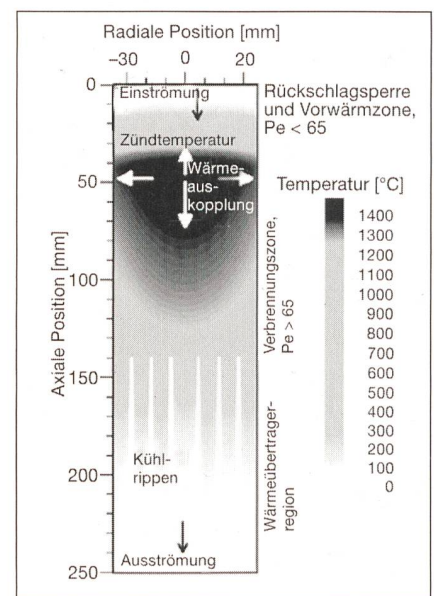 Radiale Position [mm]
−30 0 20
Einströmung
Rückschlagsperre
und Vorwärmzone,
Pe < 65
Zündtemperatur
Wärme-
aus-
kopplung
Temperatur [°C]
1400
1300
1200
1100
1000
900
800
700
600
500
400
300
200
100
0
Axiale Position [mm]
0
50
100
150
200
250
Verbrennungszone,
Pe > 65
Wärmeübertrager-
region
Kühl-
rippen
Ausströmung